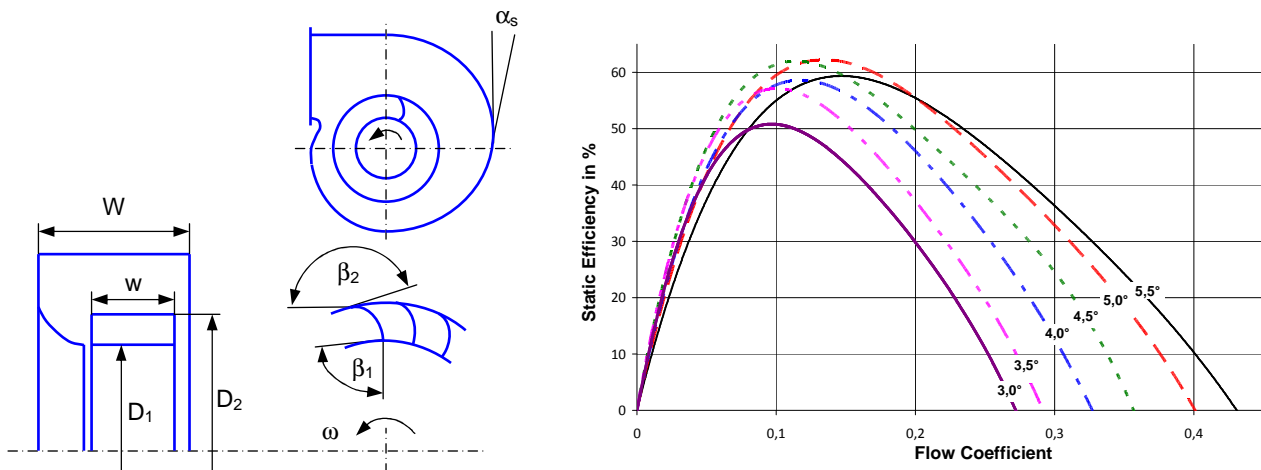 αs
W
w
D1
D2
β2
β1
ω
Static Efficiency in %
60
50
40
30
20
10
0
0
0,1
0,2
0,3
0,4
Flow Coefficient
5,5°
5,0°
4,5°
4,0°
3,5°
3,0°